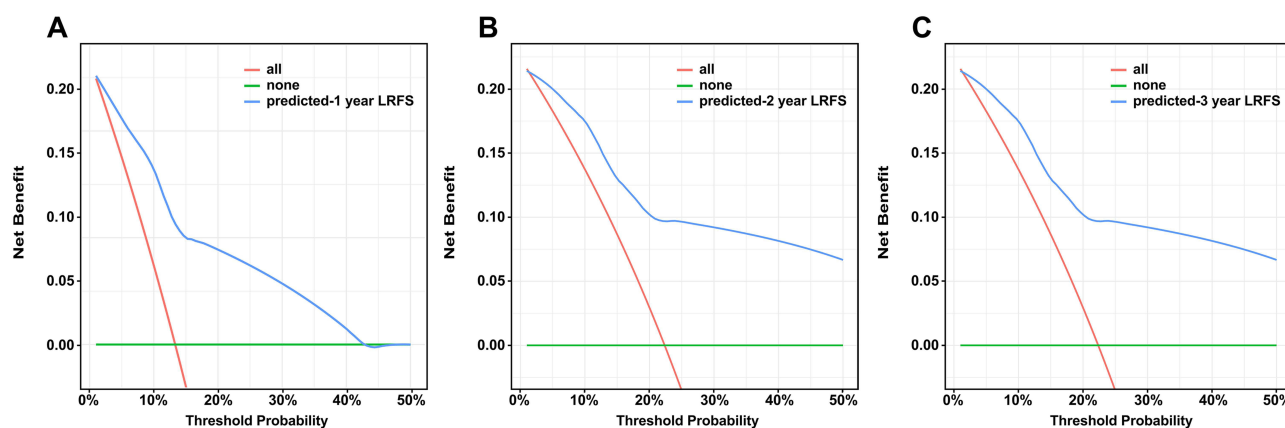 A
Net Benefit
0.20
0.15
0.10
0.05
0.00
all
none
predicted-1 year LRFS
0% 10% 20% 30% 40% 50%
Threshold Probability
B
Net Benefit
0.20
0.15
0.10
0.05
0.00
all
none
predicted-2 year LRFS
0% 10% 20% 30% 40% 50%
Threshold Probability
C
Net Benefit
0.20
0.15
0.10
0.05
0.00
all
none
predicted-3 year LRFS
0% 10% 20% 30% 40% 50%
Threshold Probability